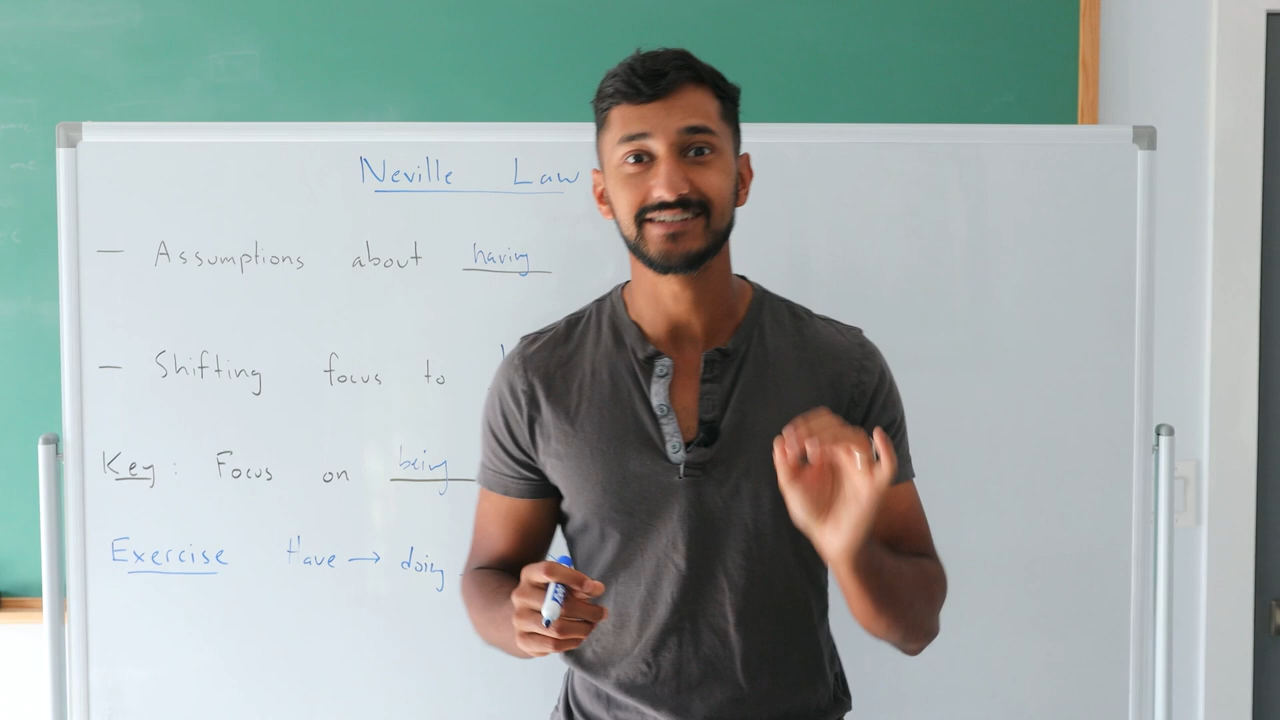 Neville Law
— Assumptions about having
— Shifting focus to
Key: Focus on being
Exercise Have → doing